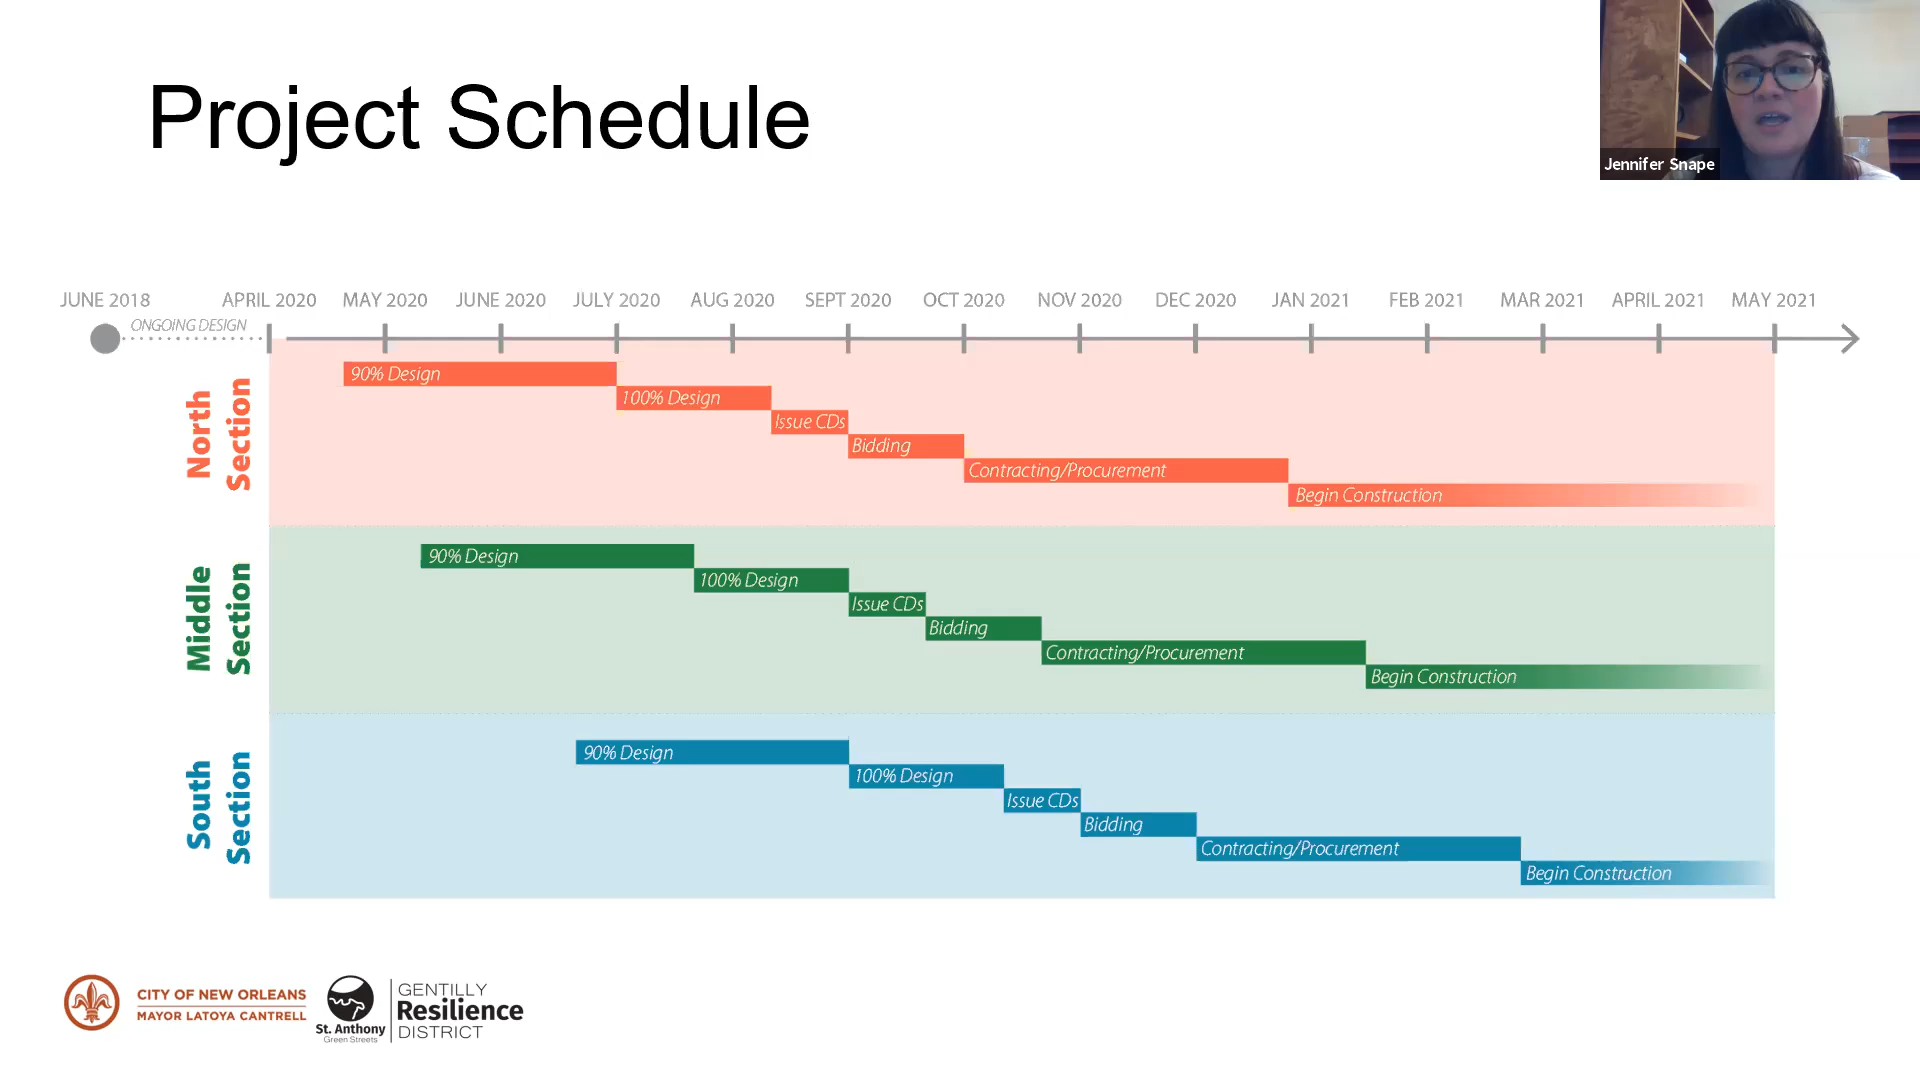 Project Schedule
Jennifer Snape
JUNE 2018
APRIL 2020
MAY 2020
JUNE 2020
JULY 2020
AUG 2020
SEPT 2020
OCT 2020
NOV 2020
DEC 2020
JAN 2021
FEB 2021
MAR 2021
APRIL 2021
MAY 2021
ONGOING DESIGN
North
Section
90% Design
100% Design
Issue CDs
Bidding
Contracting/Procurement
Begin Construction
Middle
Section
90% Design
100% Design
Issue CDs
Bidding
Contracting/Procurement
Begin Construction
South
Section
90% Design
100% Design
Issue CDs
Bidding
Contracting/Procurement
Begin Construction
CITY OF NEW ORLEANS
MAYOR LATOYA CANTRELL
St. Anthony
Green Streets
GENTILLY
Resilience
DISTRICT